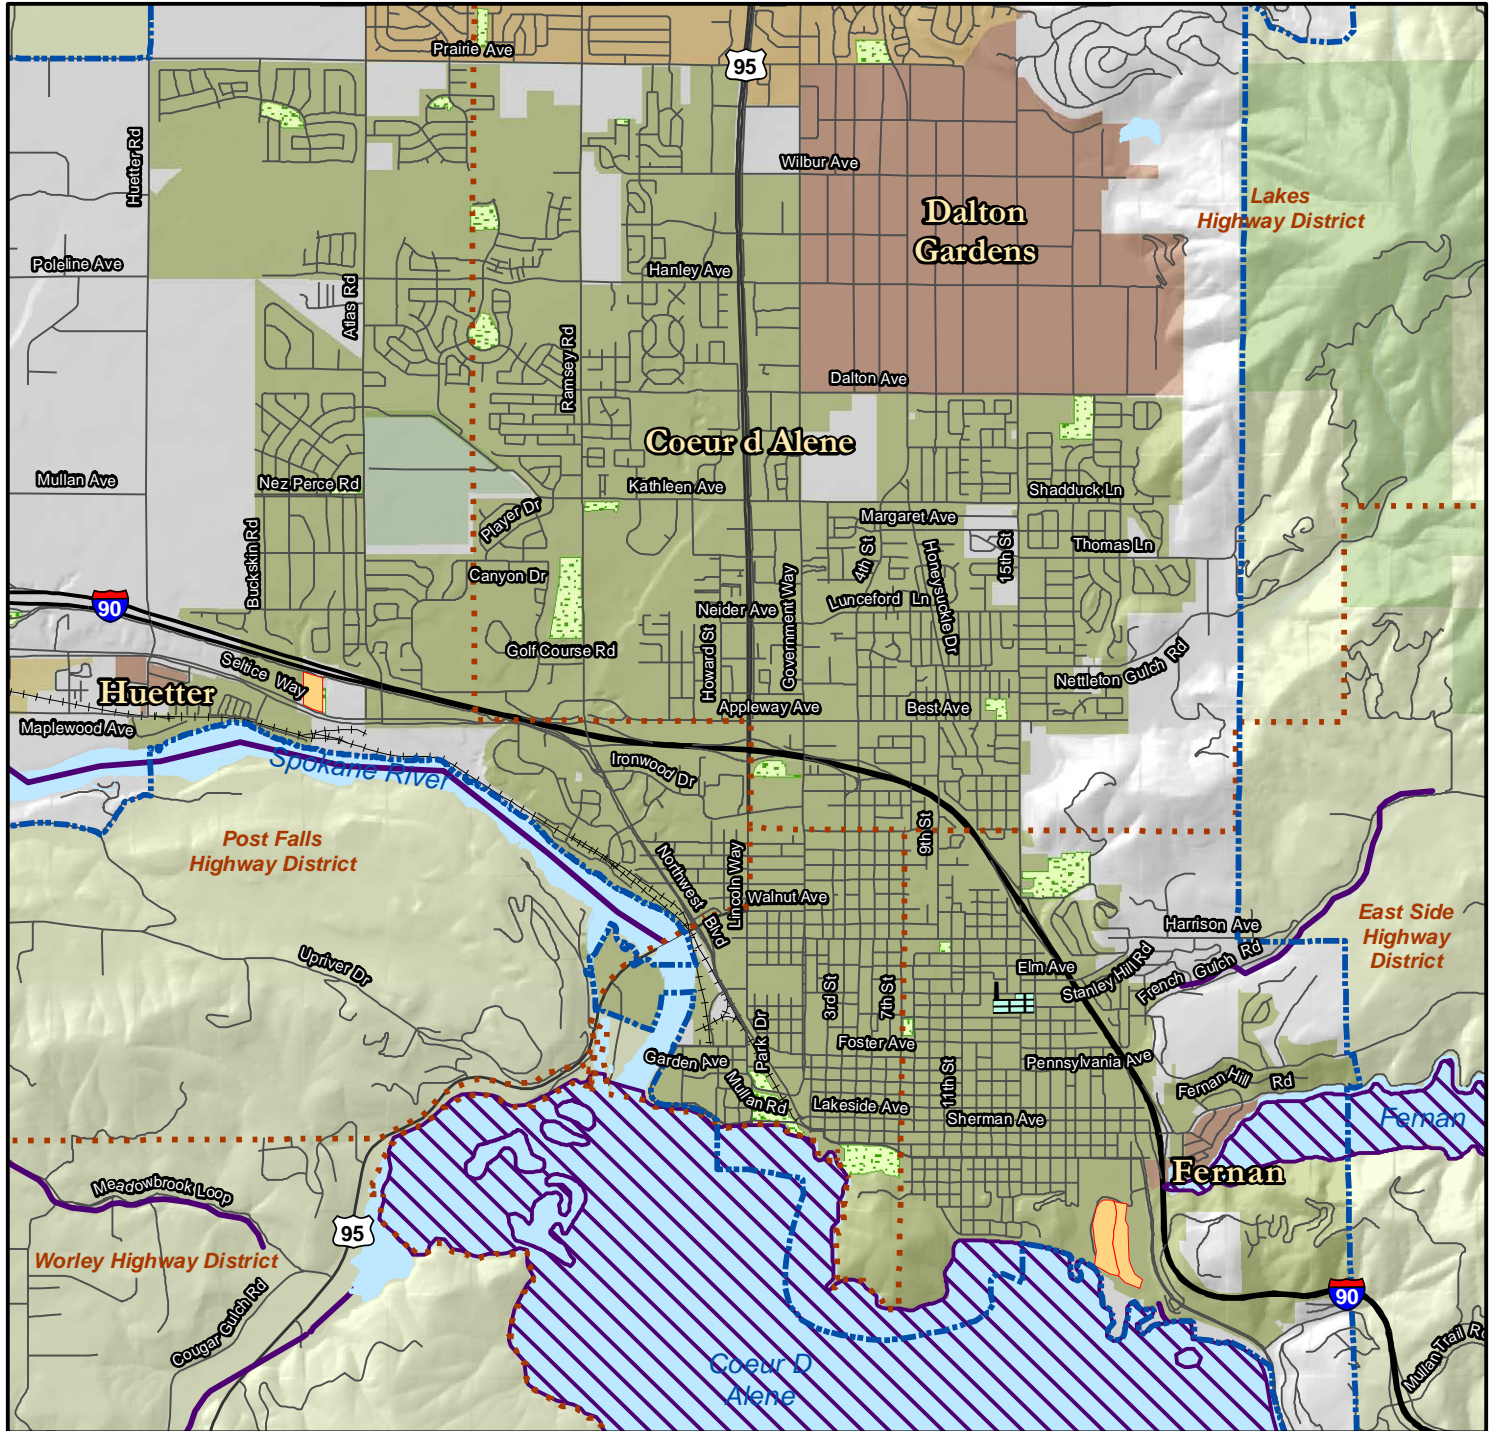 Prairie Ave
95
Huetter Rd
Wilbur Ave
Dalton
Gardens
Lakes
Highway District
Poleline Ave
Hanley Ave
Atlas Rd
Ramsey Rd
Dalton Ave
Coeur d Alene
Mullan Ave
Nez Perce Rd
Kathleen Ave
Shadduck Ln
Player Dr
Margaret Ave
Buckskin Rd
4th St
Honeysuckle Dr
15th St
Thomas Ln
Canyon Dr
90
Neider Ave
Government Way
Lunceford Ln
Golf Course Rd
Howard St
Seltice Way
Nettleton Gulch Rd
Huetter
Appleway Ave
Best Ave
Maplewood Ave
Spokane River
Ironwood Dr
Post Falls
Highway District
9th St
Northwest Blvd
Lincoln Way
Walnut Ave
East Side
Highway
District
Harrison Ave
Upriver Dr
Elm Ave
Stanley Hill Rd
French Gulch Rd
3rd St
7th St
Park Dr
Foster Ave
Garden Ave
Pennsylvania Ave
11th St
Fernan Hill Rd
Mullan Rd
Lakeside Ave
Sherman Ave
Fernan
Fernan
Meadowbrook Loop
95
Worley Highway District
Cougar Gulch Rd
90
Coeur D
Alene
Mullan Trail Rd